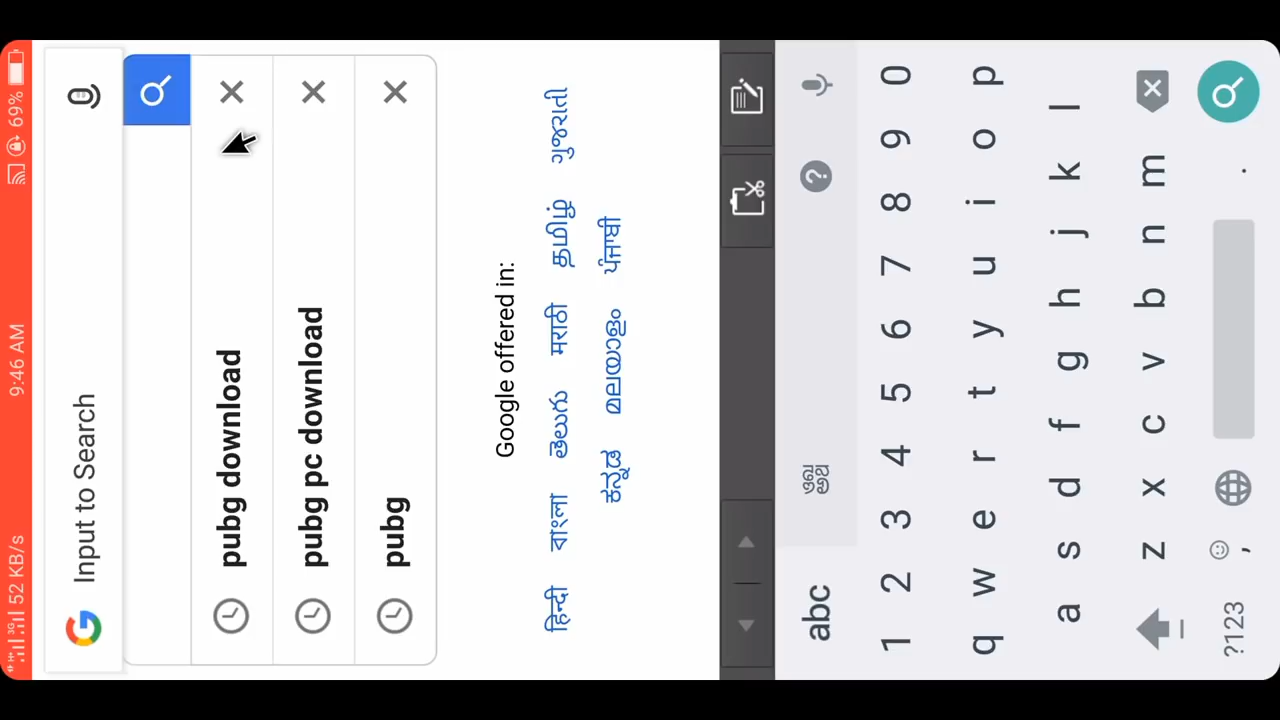 52 KB/s 9:46 AM 69%
Input to Search
pubg download
pubg pc download
pubg
Google offered in:
हिन्दी বাংলা తెలుగు मराठी தமிழ் ગુજરાતી
ಕನ್ನಡ മലയാളം ਪੰਜਾਬੀ
abc
1 2 3 4 5 6 7 8 9 0
q w e r t y u i o p
a s d f g h j k l
z x c v b n m
?123 , .